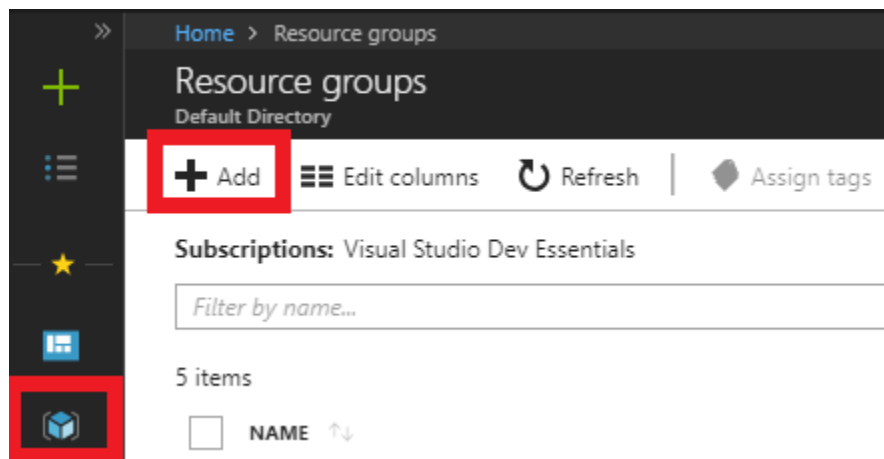 Home > Resource groups
Resource groups
Default Directory
Add Edit columns Refresh Assign tags
Subscriptions: Visual Studio Dev Essentials
Filter by name...
5 items
NAME